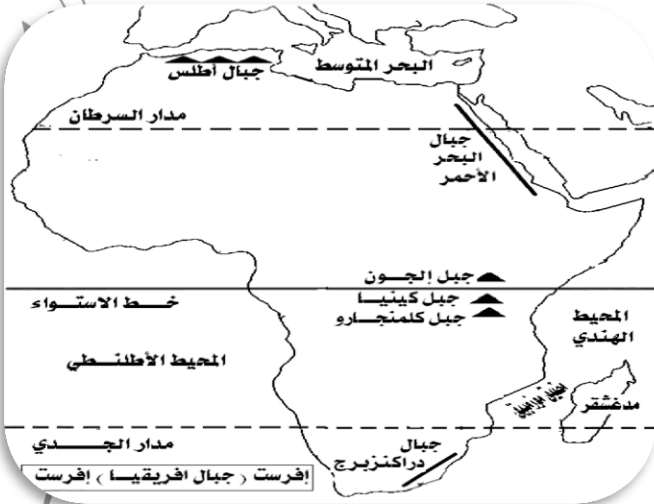 البحر المتوسط
جبال أطلس
مدار السرطان
جبال
البحر
الأحمر
جبل إلجون
خط الاستواء
جبل كينيا
جبل كلمنجارو
المحيط
الهندي
المحيط الأطلنطي
مدغشقر
مدار الجدي
جبال
دراكنزبرج
إفرست ( جبال افريقيا ) إفرست